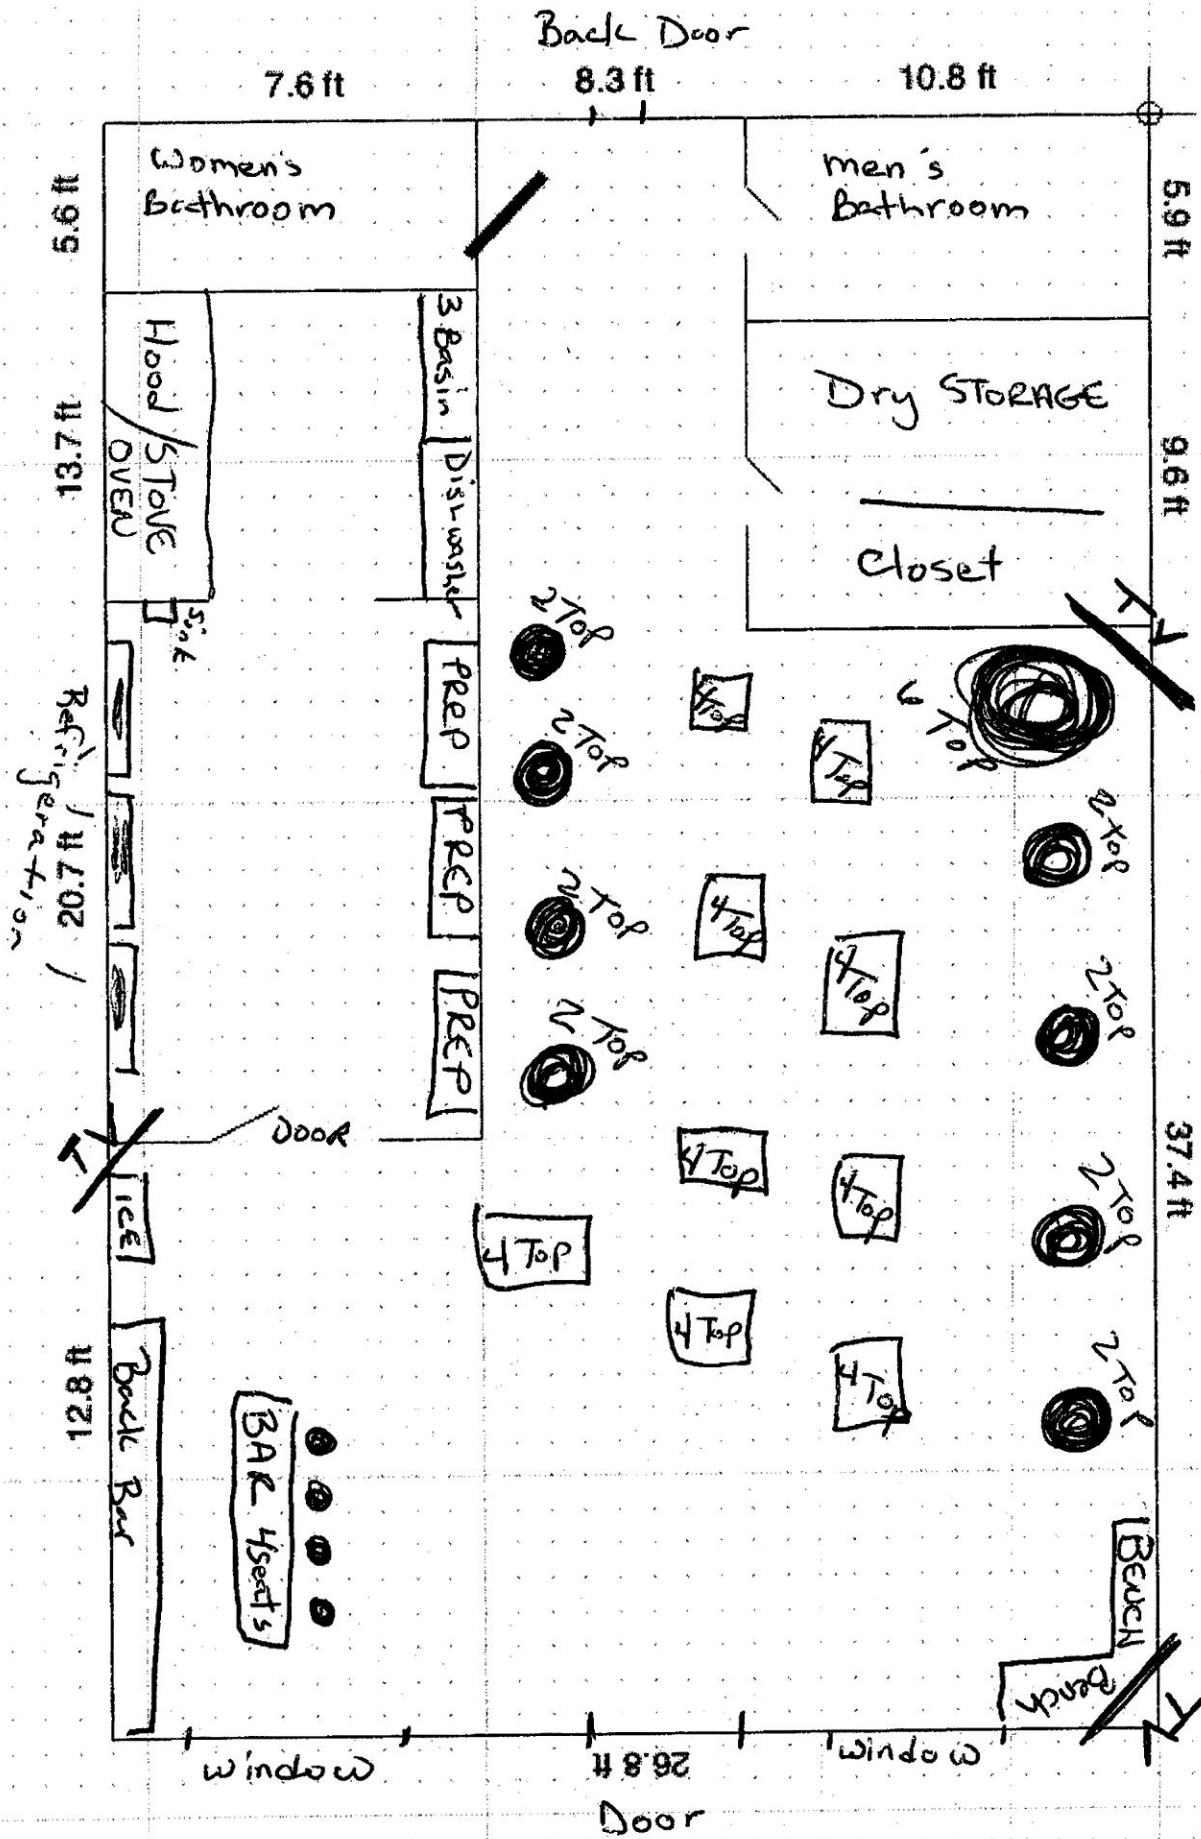 Back Door
7.6 ft
8.3 ft
10.8 ft
Women's
Bathroom
men's
Bathroom
5.6 ft
5.9 ft
Hood/STOVE
OVEN
3 Basin
Dishwasher
Dry STORAGE
Closet
13.7 ft
9.6 ft
Sink
2 Top
TV
PREP
2 Top
4 Top
4 Top
6 Top
Refrigeration
20.7 ft
PREP
2 Top
4 Top
4 Top
2 Top
PREP
2 Top
2 Top
TV
DOOR
37.4 ft
ICE
4 Top
4 Top
4 Top
2 Top
4 Top
4 Top
2 Top
12.8 ft
Back Bar
BAR 4 seats
BENCH
Bench
TV
window
26.8 ft
window
Door